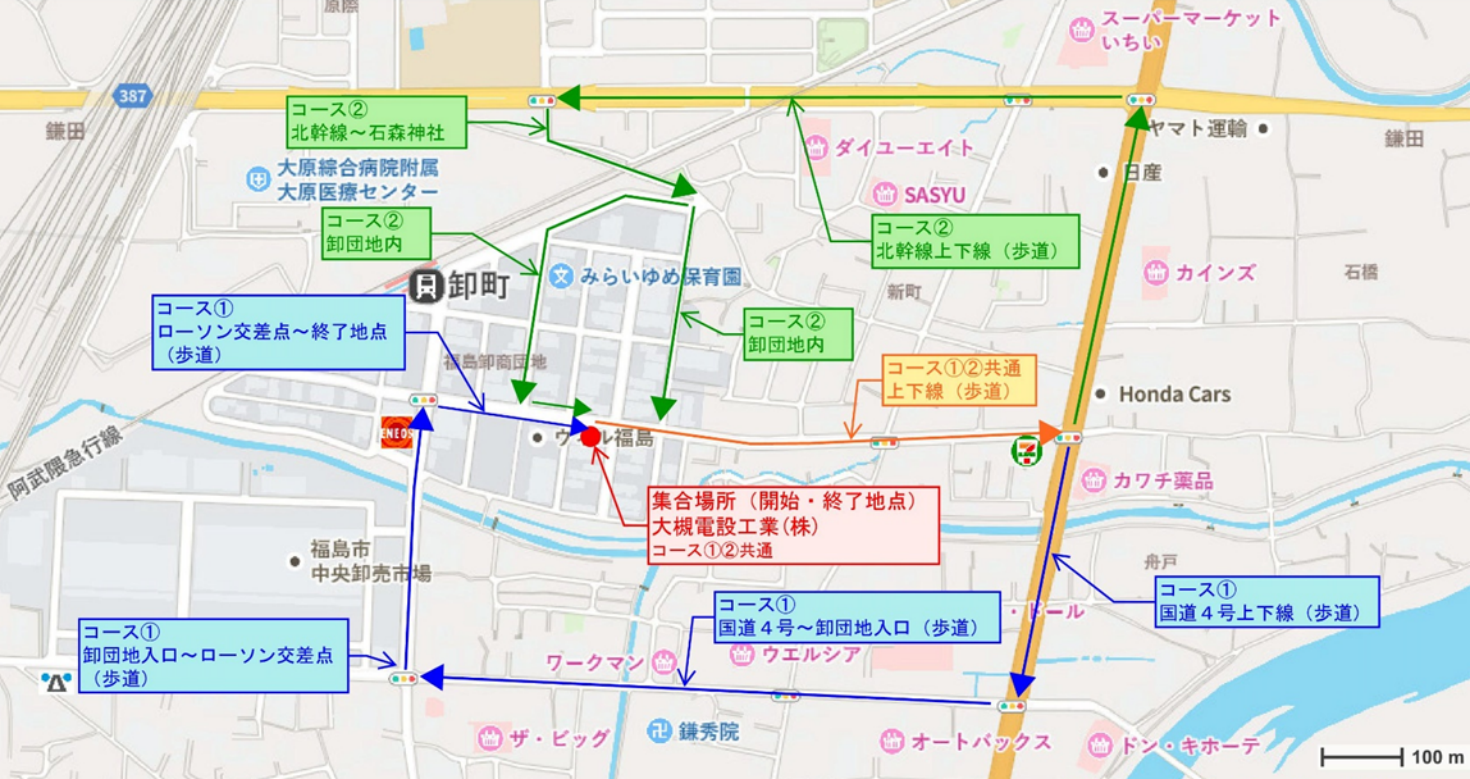 原際
スーパーマーケット
いちい
387
鎌田
コース②
北幹線～石森神社
ヤマト運輸
鎌田
ダイユーエイト
大原綜合病院附属
大原医療センター
日産
SASYU
コース②
卸団地内
コース②
北幹線上下線（歩道）
みらいゆめ保育園
カインズ
石橋
卸町
新町
コース①
ローソン交差点～終了地点
（歩道）
コース②
卸団地内
福島卸商団地
コース①②共通
上下線（歩道）
Honda Cars
ENEOS
ル福島
阿武隈急行線
カワチ薬品
集合場所（開始・終了地点）
大槻電設工業(株)
コース①②共通
福島市
中央卸売市場
舟戸
コース①
国道４号～卸団地入口（歩道）
コース①
国道４号上下線（歩道）
・ドール
コース①
卸団地入口～ローソン交差点
（歩道）
ワークマン
ウエルシア
ザ・ビッグ
鎌秀院
オートバックス
ドン・キホーテ
100 m